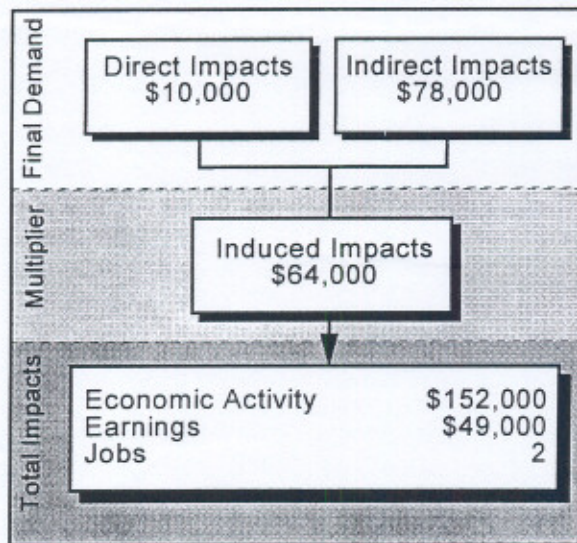 Final Demand
Direct Impacts
$10,000
Indirect Impacts
$78,000
Multiplier
Induced Impacts
$64,000
Total Impacts
Economic Activity $152,000
Earnings $49,000
Jobs 2